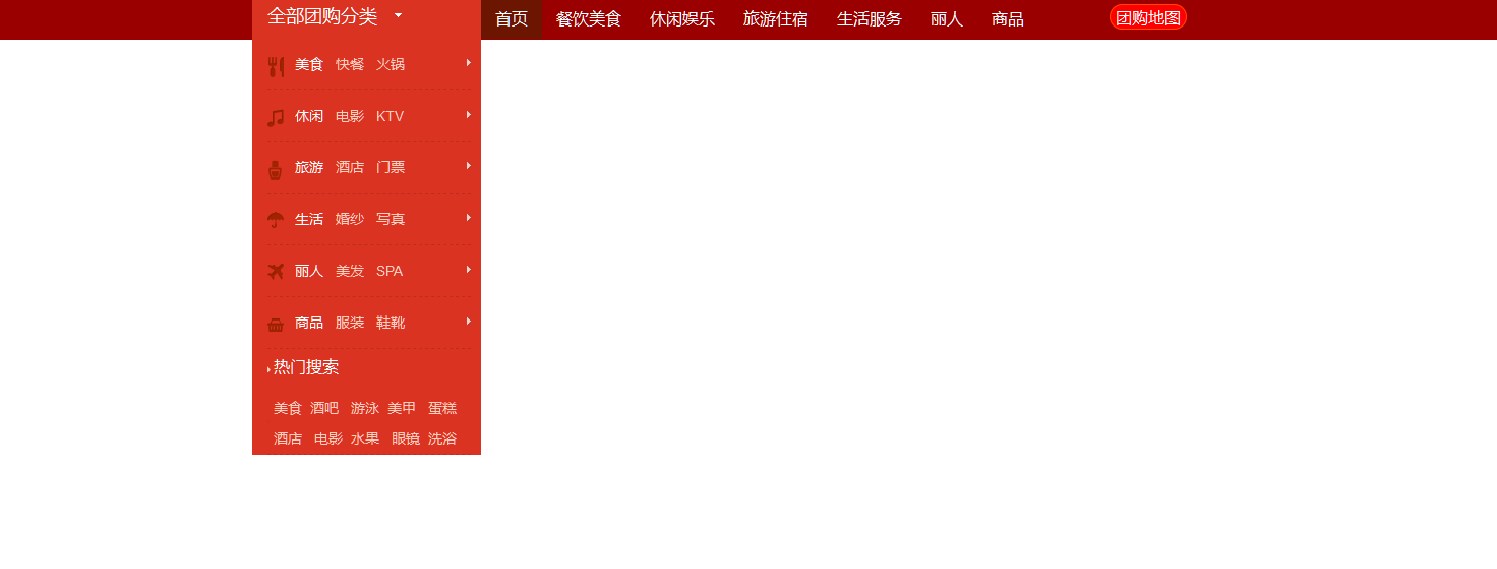 全部团购分类 首页 餐饮美食 休闲娱乐 旅游住宿 生活服务 丽人 商品 团购地图
美食 快餐 火锅
休闲 电影 KTV
旅游 酒店 门票
生活 婚纱 写真
丽人 美发 SPA
商品 服装 鞋靴
热门搜索
美食 酒吧 游泳 美甲 蛋糕
酒店 电影 水果 眼镜 洗浴